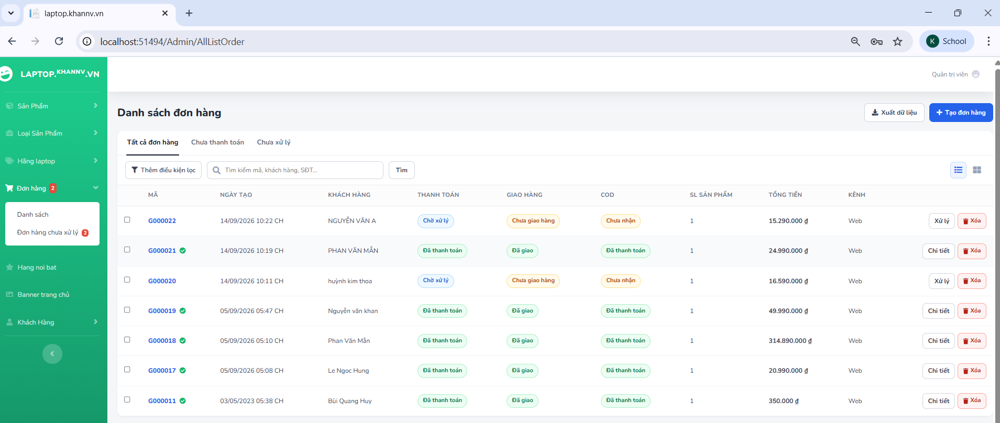 laptop.khannv.vn
localhost:51494/Admin/AllListOrder
K School
LAPTOP.KHANNV.VN
Quản trị viên
Sản Phẩm
Loại Sản Phẩm
Hãng laptop
Đơn hàng 2
Danh sách
Đơn hàng chưa xử lý 2
Hang noi bat
Banner trang chủ
Khách Hàng
Danh sách đơn hàng
Xuất dữ liệu
Tạo đơn hàng
Tất cả đơn hàng Chưa thanh toán Chưa xử lý
Thêm điều kiện lọc Tìm kiếm mã, khách hàng, SĐT... Tìm
MÃ NGÀY TẠO KHÁCH HÀNG THANH TOÁN GIAO HÀNG COD SL SẢN PHẨM TỔNG TIỀN KÊNH
G000022 14/09/2026 10:22 CH NGUYỄN VĂN A Chờ xử lý Chưa giao hàng Chưa nhận 1 15.290.000 ₫ Web Xử lý Xóa
G000021 14/09/2026 10:19 CH PHAN VĂN MẪN Đã thanh toán Đã giao Đã thanh toán 1 24.990.000 ₫ Web Chi tiết Xóa
G000020 14/09/2026 10:11 CH huỳnh kim thoa Chờ xử lý Chưa giao hàng Chưa nhận 1 16.590.000 ₫ Web Xử lý Xóa
G000019 05/09/2026 05:47 CH Nguyễn văn khan Đã thanh toán Đã giao Đã thanh toán 1 49.990.000 ₫ Web Chi tiết Xóa
G000018 05/09/2026 05:10 CH Phan Văn Mẫn Đã thanh toán Đã giao Đã thanh toán 1 314.890.000 ₫ Web Chi tiết Xóa
G000017 05/09/2026 05:08 CH Le Ngoc Hung Đã thanh toán Đã giao Đã thanh toán 1 20.990.000 ₫ Web Chi tiết Xóa
G000011 03/05/2023 05:38 CH Bùi Quang Huy Đã thanh toán Đã giao Đã thanh toán 1 350.000 ₫ Web Chi tiết Xóa